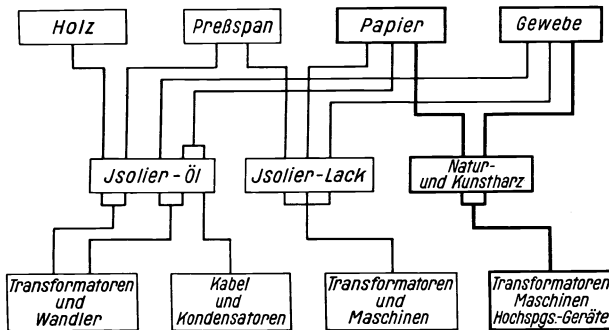 Holz
Preßspan
Papier
Gewebe
Jsolier-Öl
Jsolier-Lack
Natur-
und Kunstharz
Transformatoren
und
Wandler
Kabel
und
Kondensatoren
Transformatoren
und
Maschinen
Transformatoren
Maschinen
Hochspgs.-Geräte